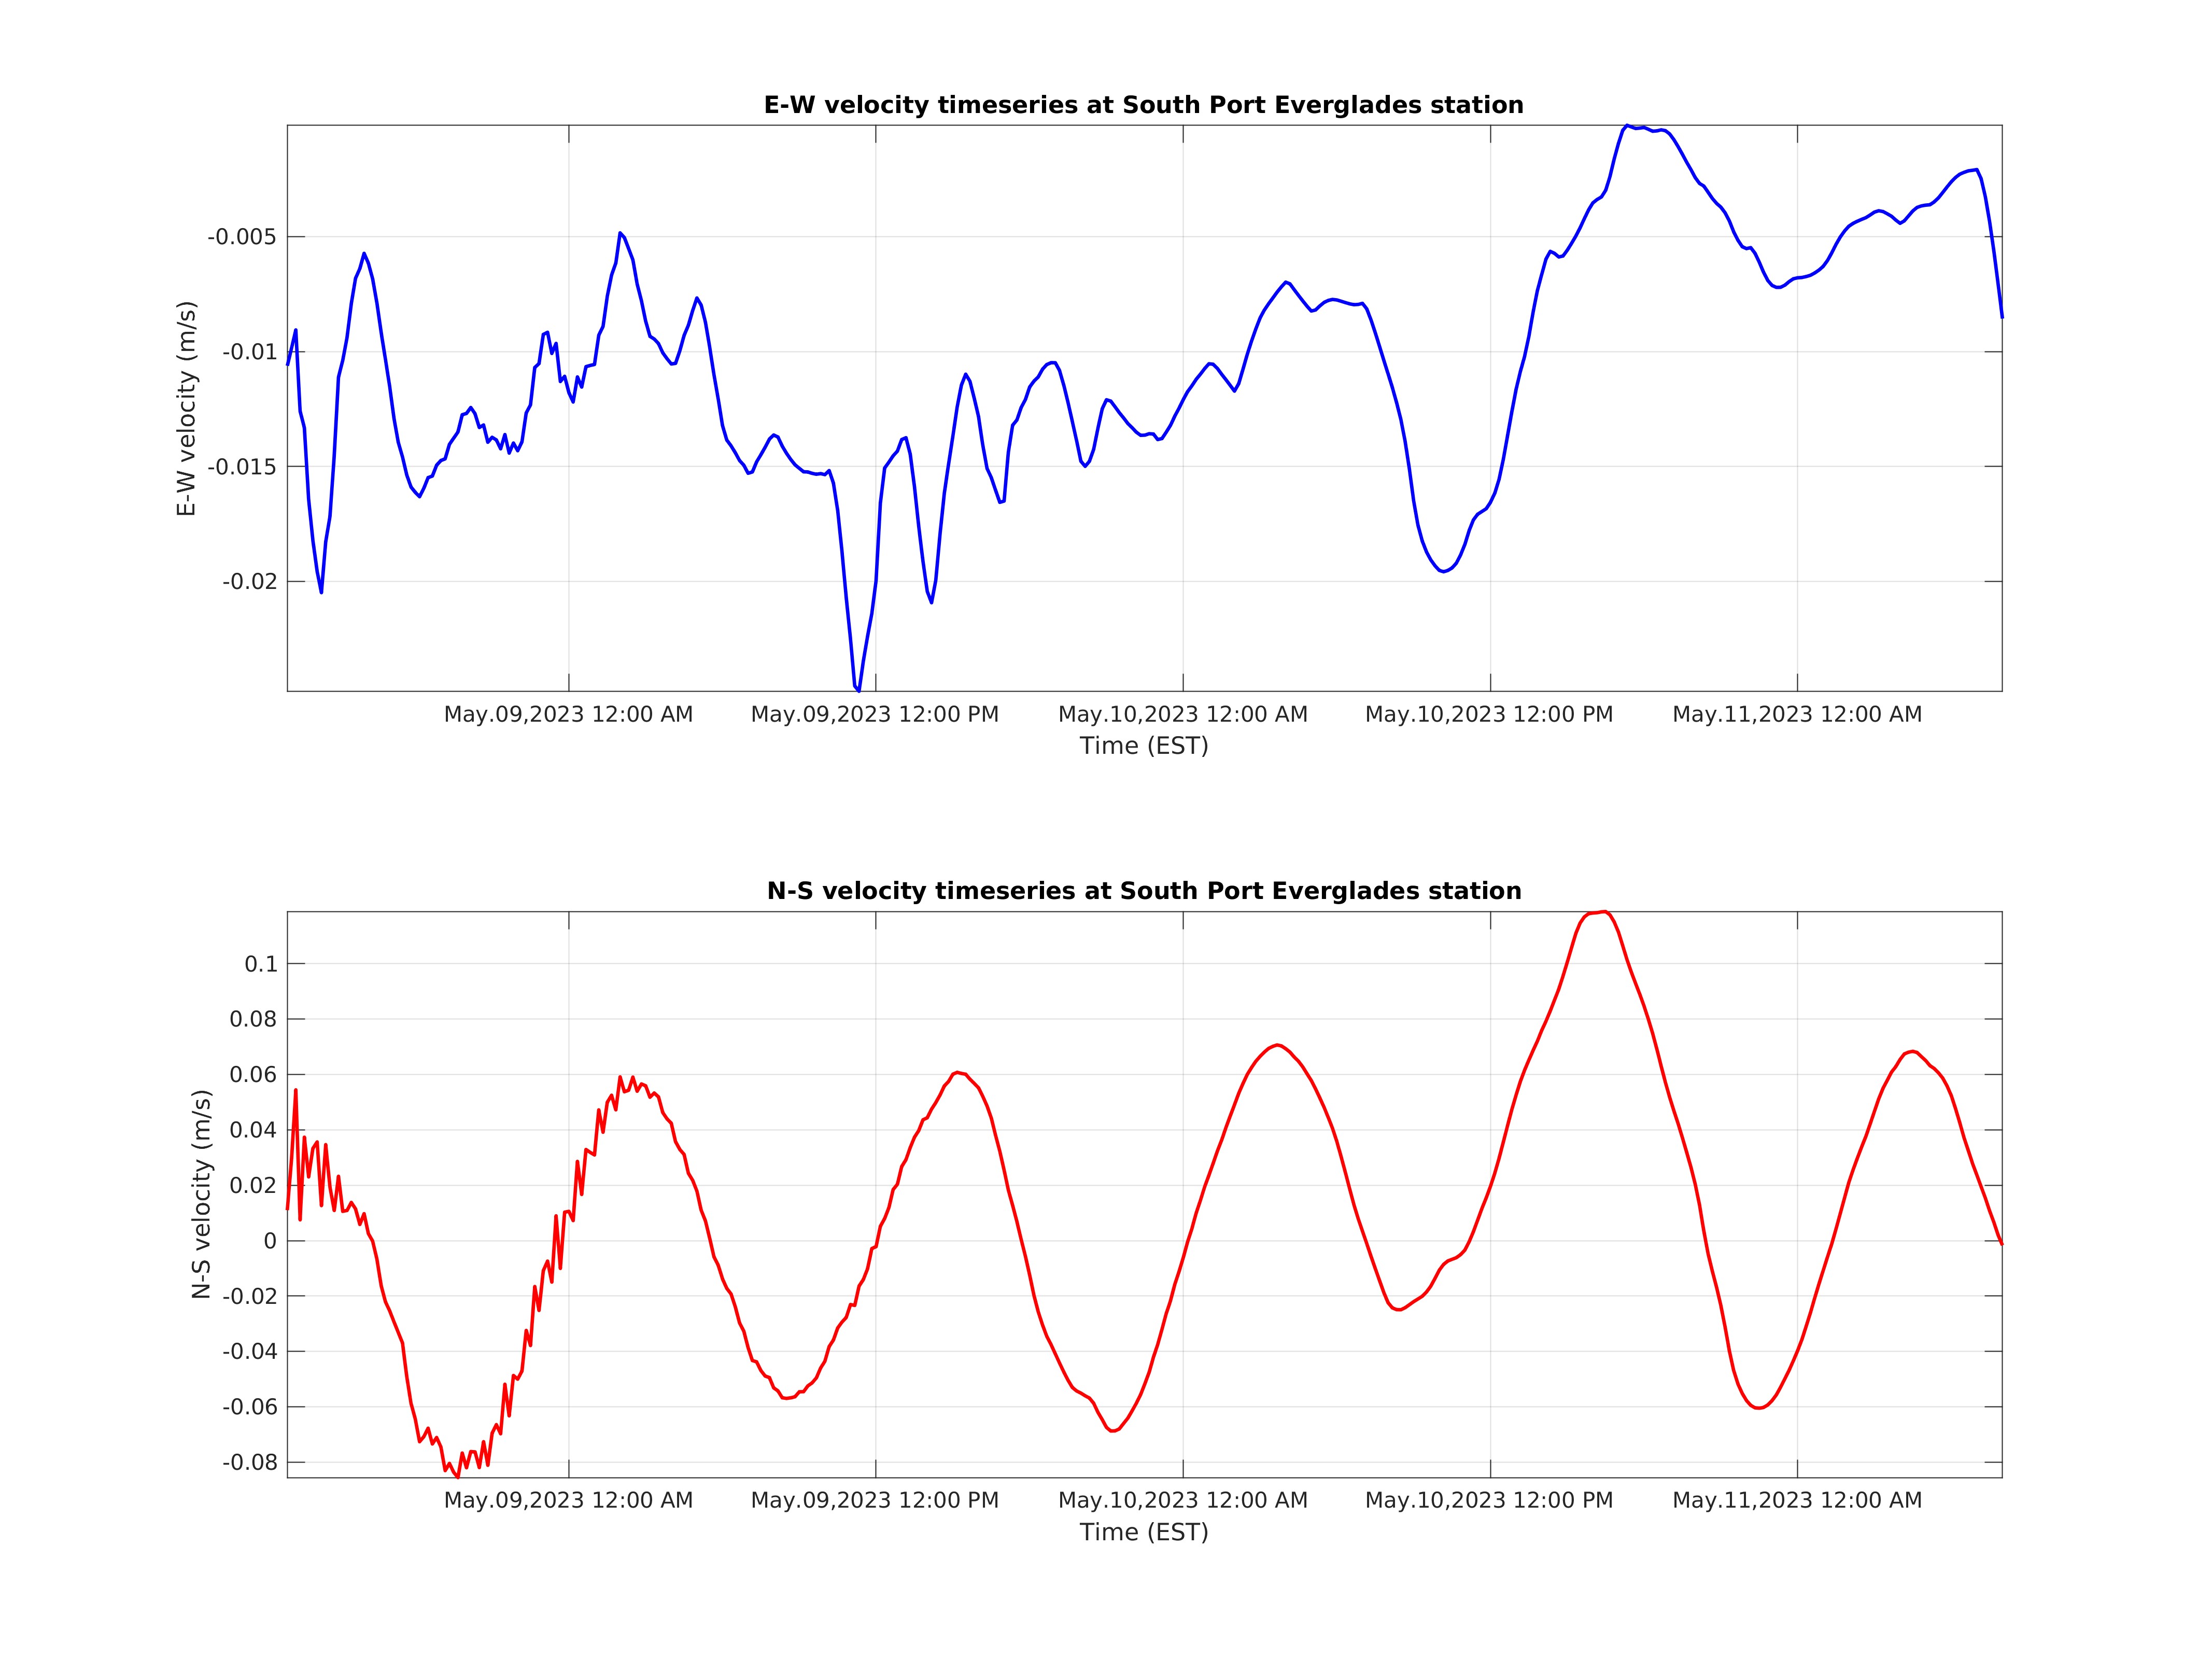 E-W velocity timeseries at South Port Everglades station
E-W velocity (m/s)
-0.005
-0.01
-0.015
-0.02
May.09,2023 12:00 AM May.09,2023 12:00 PM May.10,2023 12:00 AM May.10,2023 12:00 PM May.11,2023 12:00 AM
Time (EST)
N-S velocity timeseries at South Port Everglades station
N-S velocity (m/s)
0.1
0.08
0.06
0.04
0.02
0
-0.02
-0.04
-0.06
-0.08
May.09,2023 12:00 AM May.09,2023 12:00 PM May.10,2023 12:00 AM May.10,2023 12:00 PM May.11,2023 12:00 AM
Time (EST)